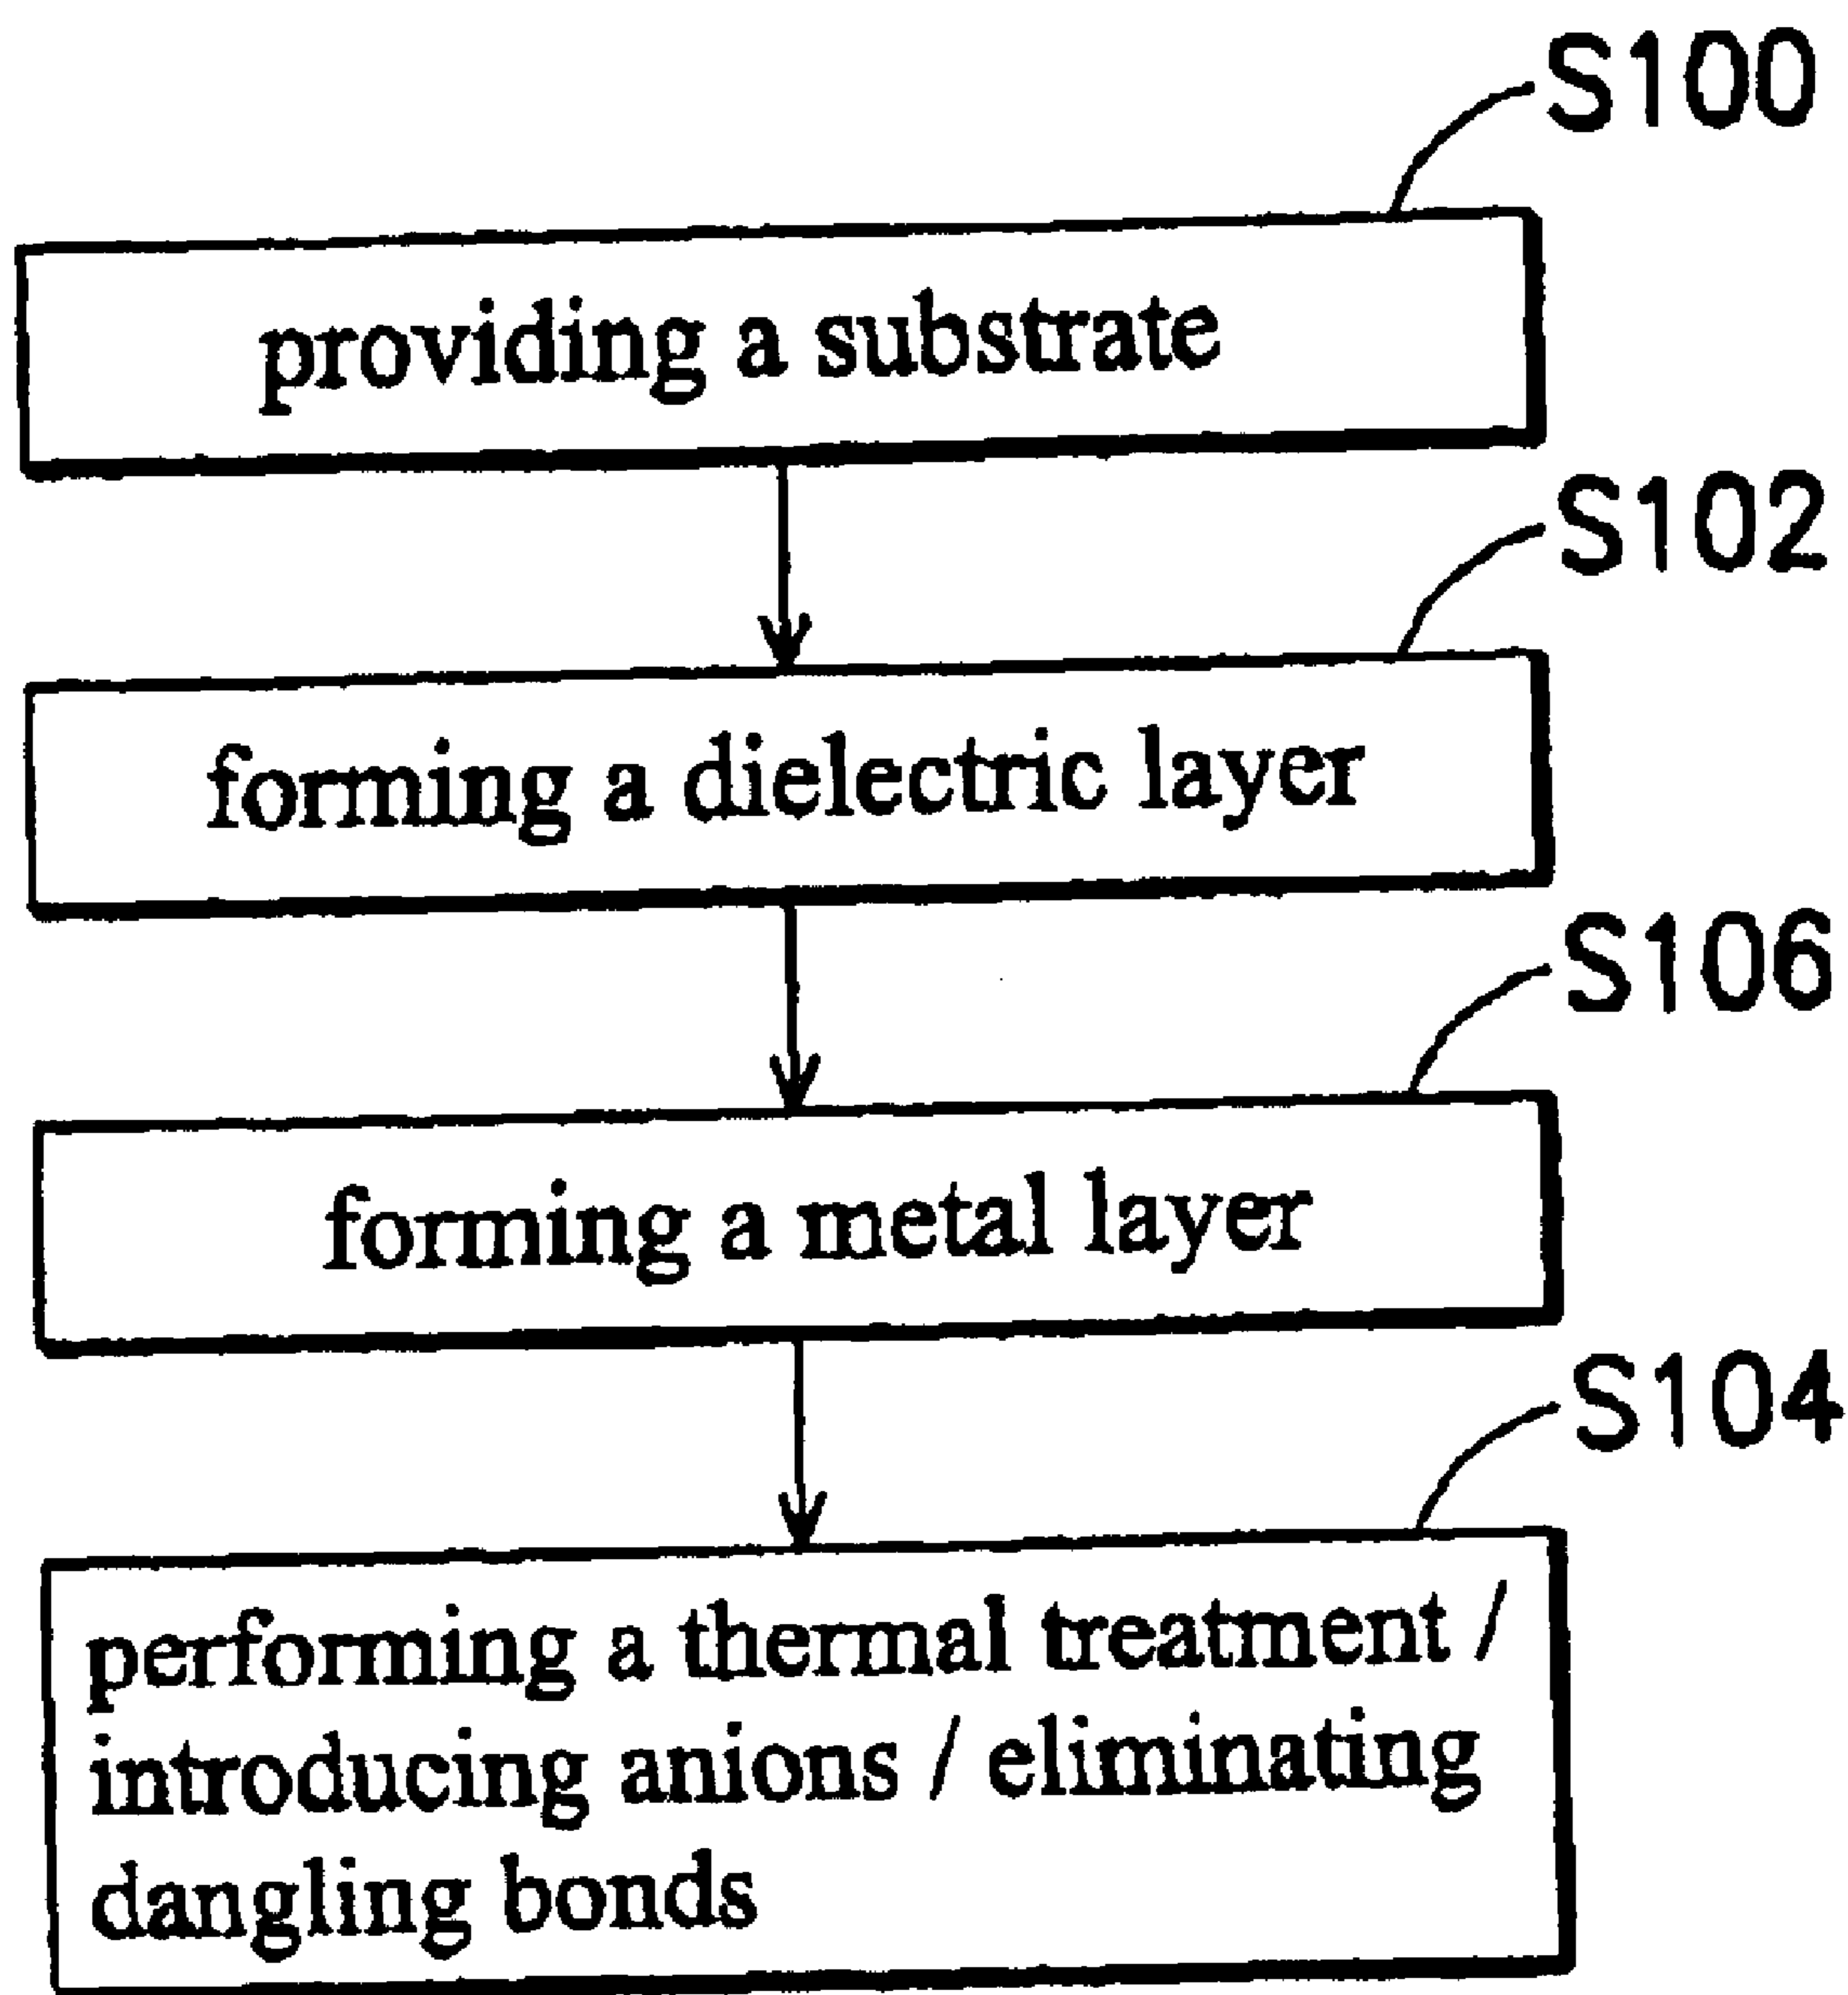 S100
providing a substrate
S102
forming a dielectric layer
S106
forming a metal layer
S104
performing a thermal treatment /
introducing anions / eliminating
dangling bonds